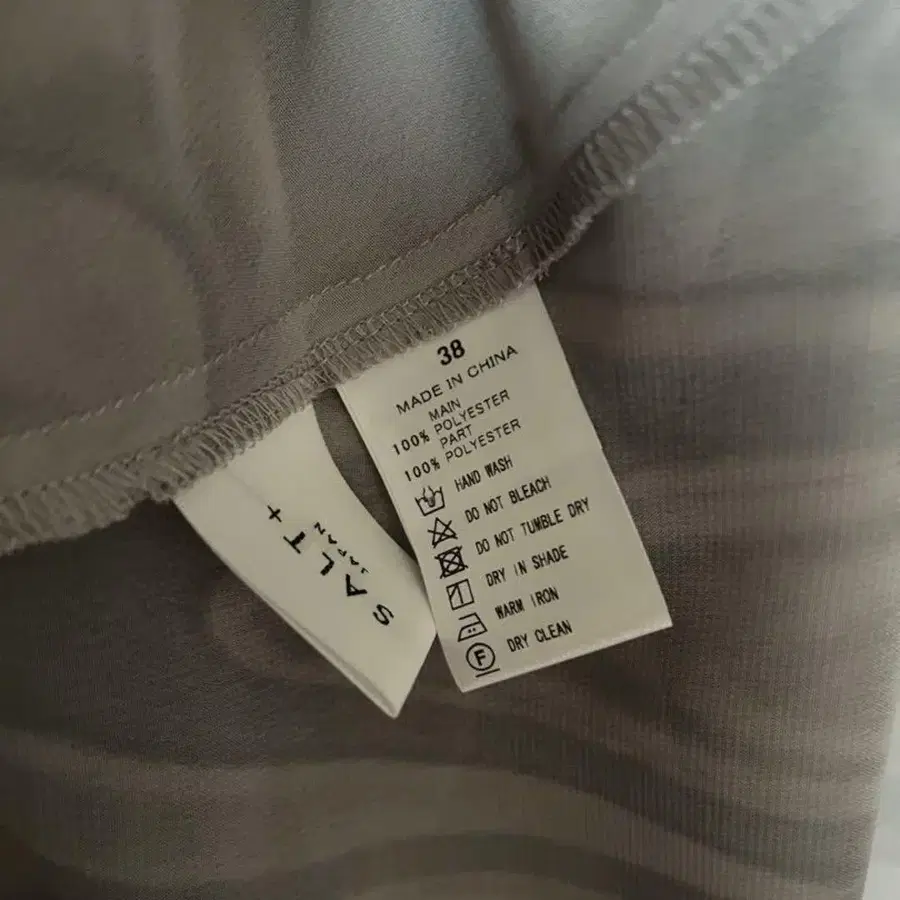 38
MADE IN CHINA
MAIN
100% POLYESTER
PART
100% POLYESTER
HAND WASH
DO NOT BLEACH
DO NOT TUMBLE DRY
DRY IN SHADE
WARM IRON
F DRY CLEAN
SALT+
JAPAN